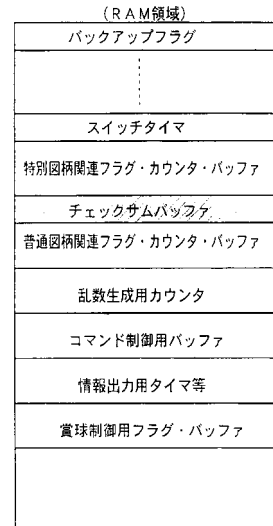 (RAM領域)
バックアップフラグ
スイッチタイマ
特別図柄関連フラグ・カウンタ・バッファ
チェックサムバッファ
普通図柄関連フラグ・カウンタ・バッファ
乱数生成用カウンタ
コマンド制御用バッファ
情報出力用タイマ等
賞球制御用フラグ・バッファ